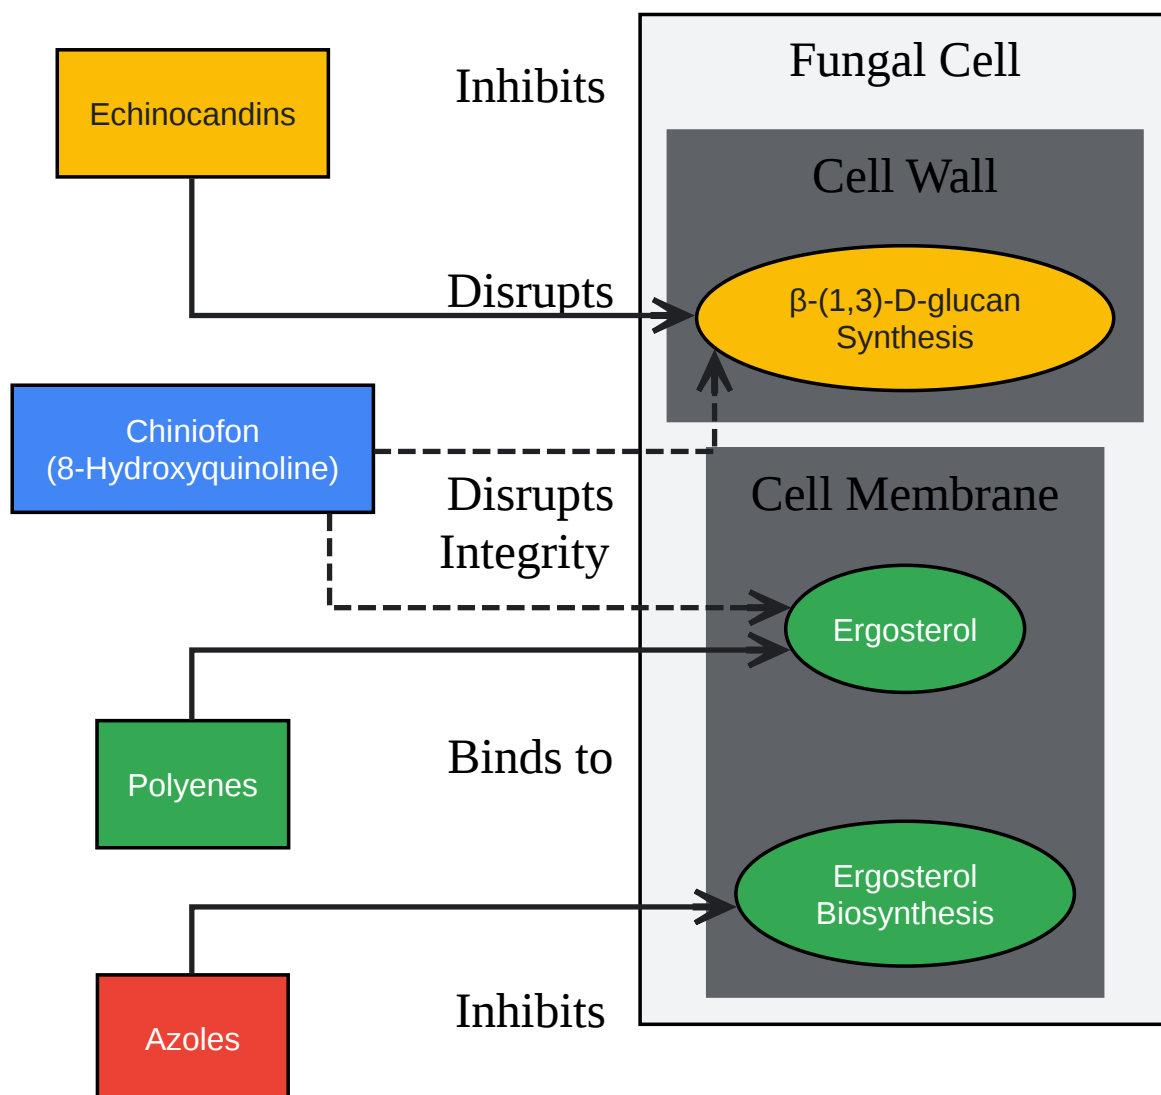 Fungal Cell
Inhibits
Echinocandins
Cell Wall
Disrupts
β-(1,3)-D-glucan
Synthesis
Chiniofon
(8-Hydroxyquinoline)
Disrupts
Integrity
Cell Membrane
Ergosterol
Polyenes
Binds to
Ergosterol
Biosynthesis
Azoles
Inhibits